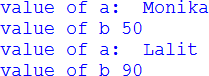 value of a:  Monika
value of b 50
value of a:  Lalit
value of b 90